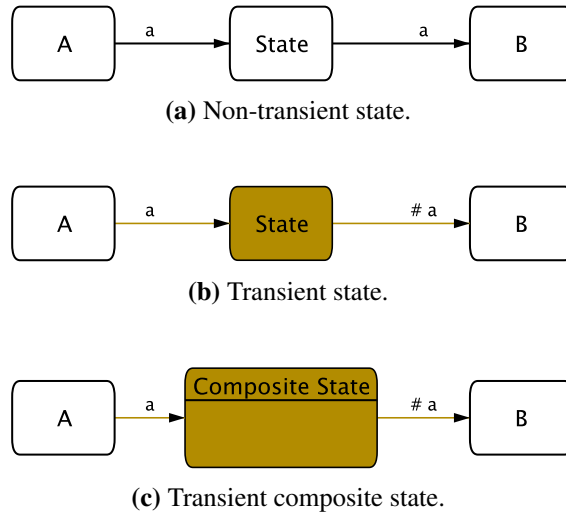 A a State a B
(a) Non-transient state.
A a State # a B
(b) Transient state.
A a Composite State # a B
(c) Transient composite state.